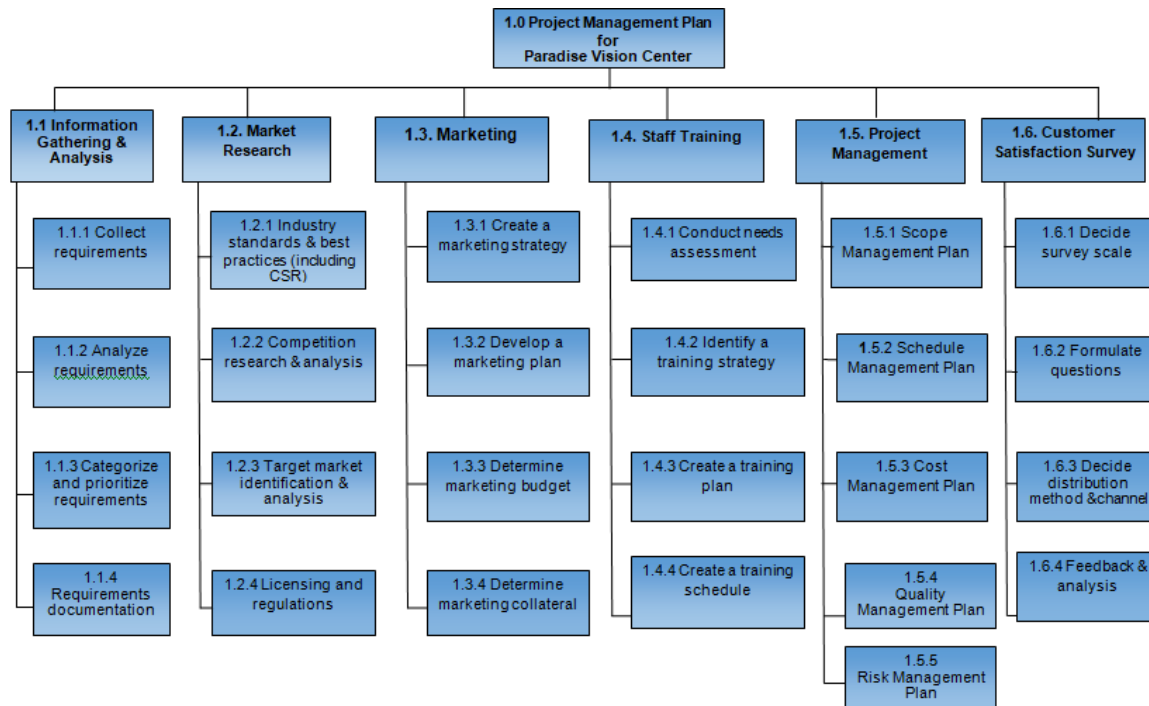 1.0 Project Management Plan
for
Paradise Vision Center
1.1 Information
Gathering &
Analysis
1.1.1 Collect
requirements
1.1.2 Analyze
requirements
1.1.3 Categorize
and prioritize
requirements
1.1.4
Requirements
documentation
1.2. Market
Research
1.2.1 Industry
standards & best
practices (including
CSR)
1.2.2 Competition
research & analysis
1.2.3 Target market
identification &
analysis
1.2.4 Licensing and
regulations
1.3. Marketing
1.3.1 Create a
marketing strategy
1.3.2 Develop a
marketing plan
1.3.3 Determine
marketing budget
1.3.4 Determine
marketing collateral
1.4. Staff Training
1.4.1 Conduct needs
assessment
1.4.2 Identify a
training strategy
1.4.3 Create a training
plan
1.4.4 Create a training
schedule
1.5. Project
Management
1.5.1 Scope
Management Plan
1.5.2 Schedule
Management Plan
1.5.3 Cost
Management Plan
1.5.4
Quality
Management Plan
1.5.5
Risk Management
Plan
1.6. Customer
Satisfaction Survey
1.6.1 Decide
survey scale
1.6.2 Formulate
questions
1.6.3 Decide
distribution
method &channel
1.6.4 Feedback &
analysis